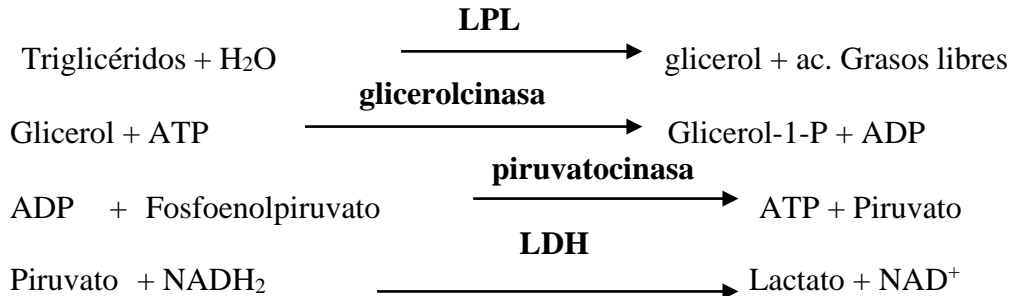 LPL
Triglicéridos + H₂O glicerol + ac. Grasos libres
glicerolcinasa
Glicerol + ATP Glicerol-1-P + ADP
piruvatocinasa
ADP + Fosfoenolpiruvato ATP + Piruvato
LDH
Piruvato + NADH₂ Lactato + NAD⁺